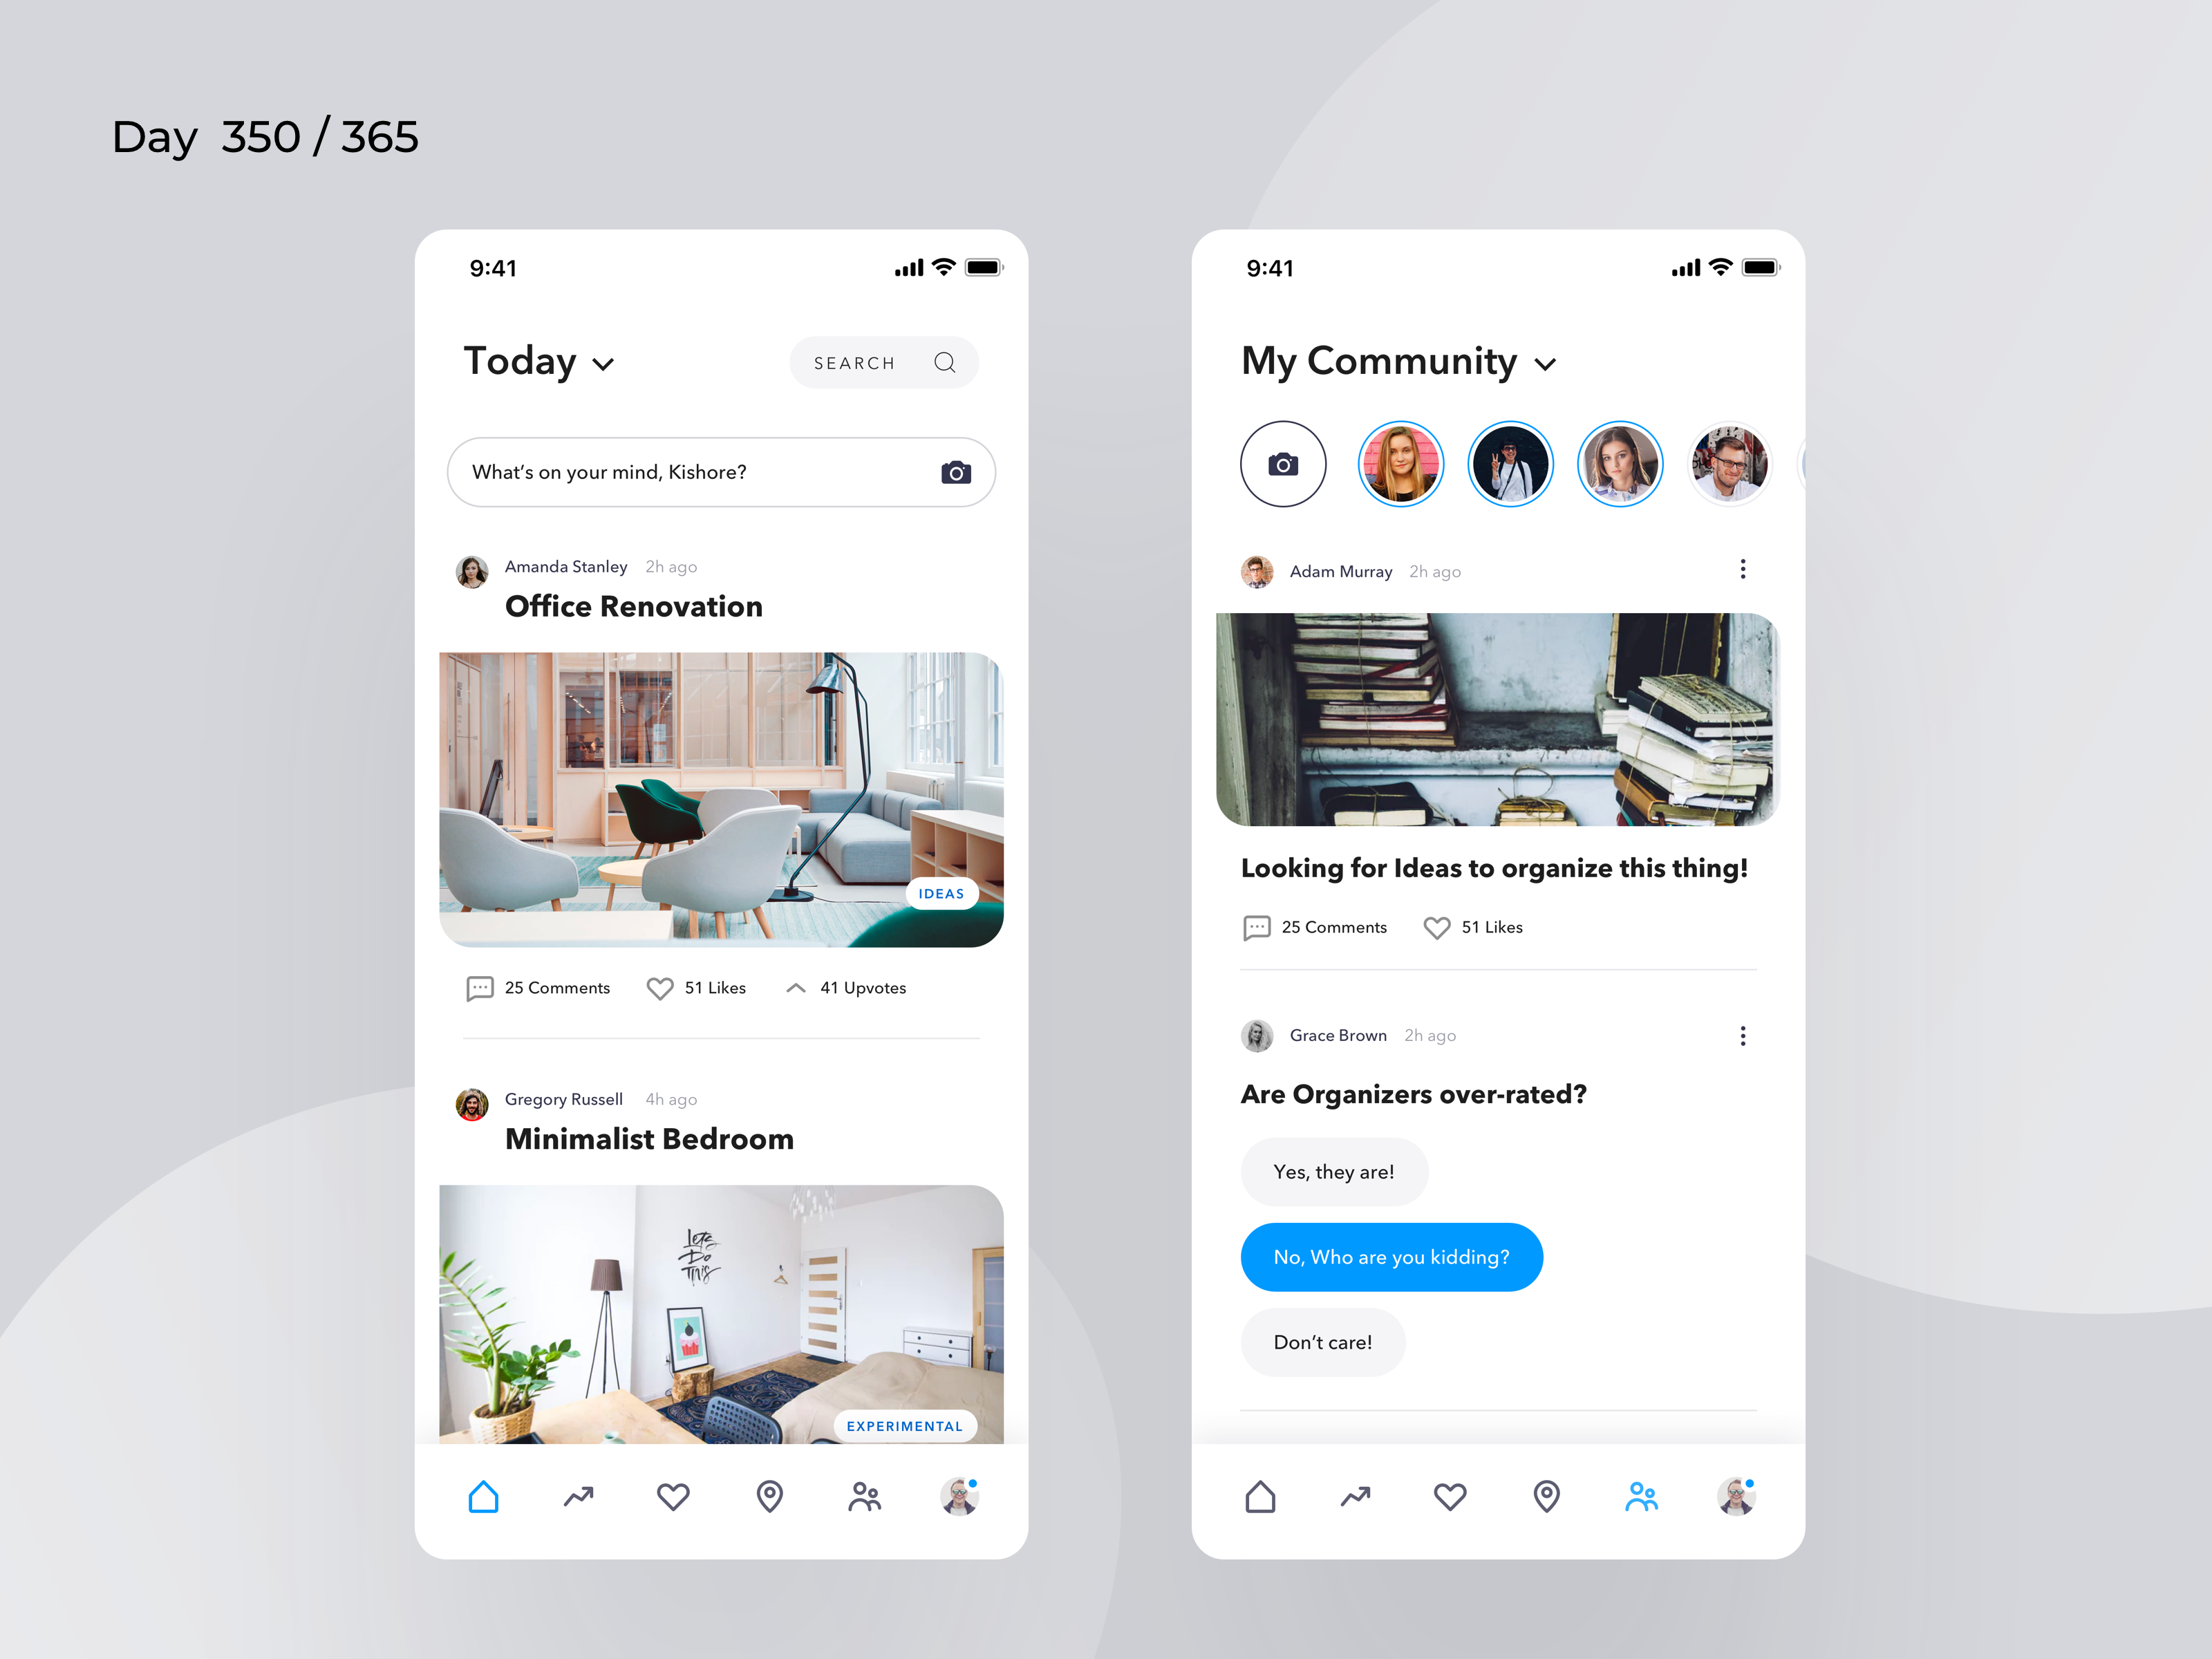 Day 350 / 365
9:41
Today
SEARCH
What's on your mind, Kishore?
Amanda Stanley 2h ago
Office Renovation
IDEAS
25 Comments 51 Likes 41 Upvotes
Gregory Russell 4h ago
Minimalist Bedroom
Lets
Do
This
EXPERIMENTAL
9:41
My Community
Adam Murray 2h ago
Looking for Ideas to organize this thing!
25 Comments 51 Likes
Grace Brown 2h ago
Are Organizers over-rated?
Yes, they are!
No, Who are you kidding?
Don't care!